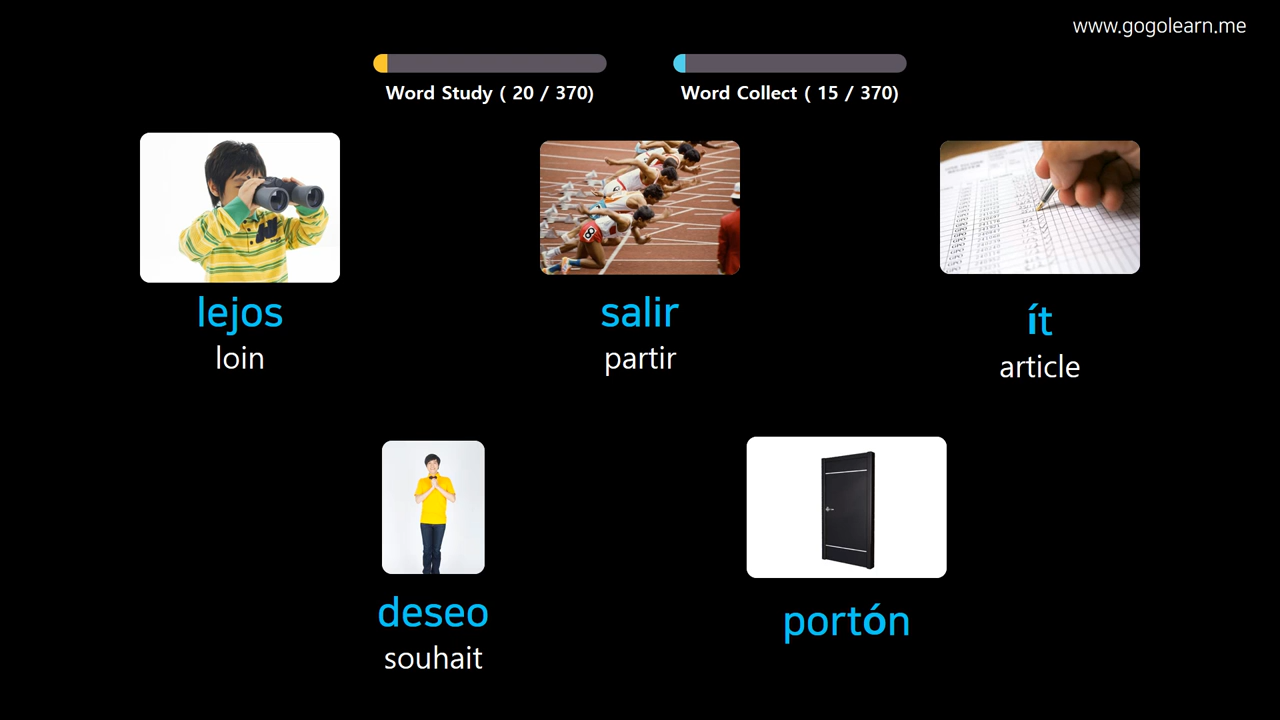 www.gogolearn.me
Word Study ( 20 / 370)
Word Collect ( 15 / 370)
lejos
loin
salir
partir
ít
article
deseo
souhait
portón